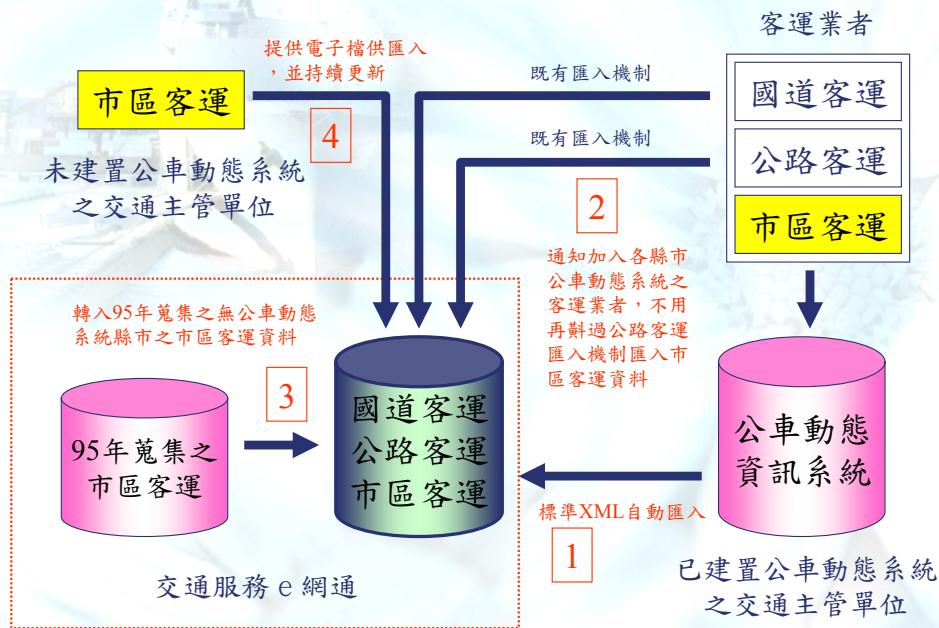 客運業者
提供電子檔供匯入
，並持續更新
既有匯入機制
國道客運
市區客運
4
既有匯入機制
公路客運
未建置公車動態系統
之交通主管單位
2
市區客運
通知加入各縣市
公車動態系統之
客運業者，不用
再斢過公路客運
匯入機制匯入市
區客運資料
轉入95年蒐集之無公車動態
系統縣市之市區客運資料
3
95年蒐集之
市區客運
國道客運
公路客運
市區客運
公車動態
資訊系統
標準XML自動匯入
1
交通服務 e 網通
已建置公車動態系統
之交通主管單位